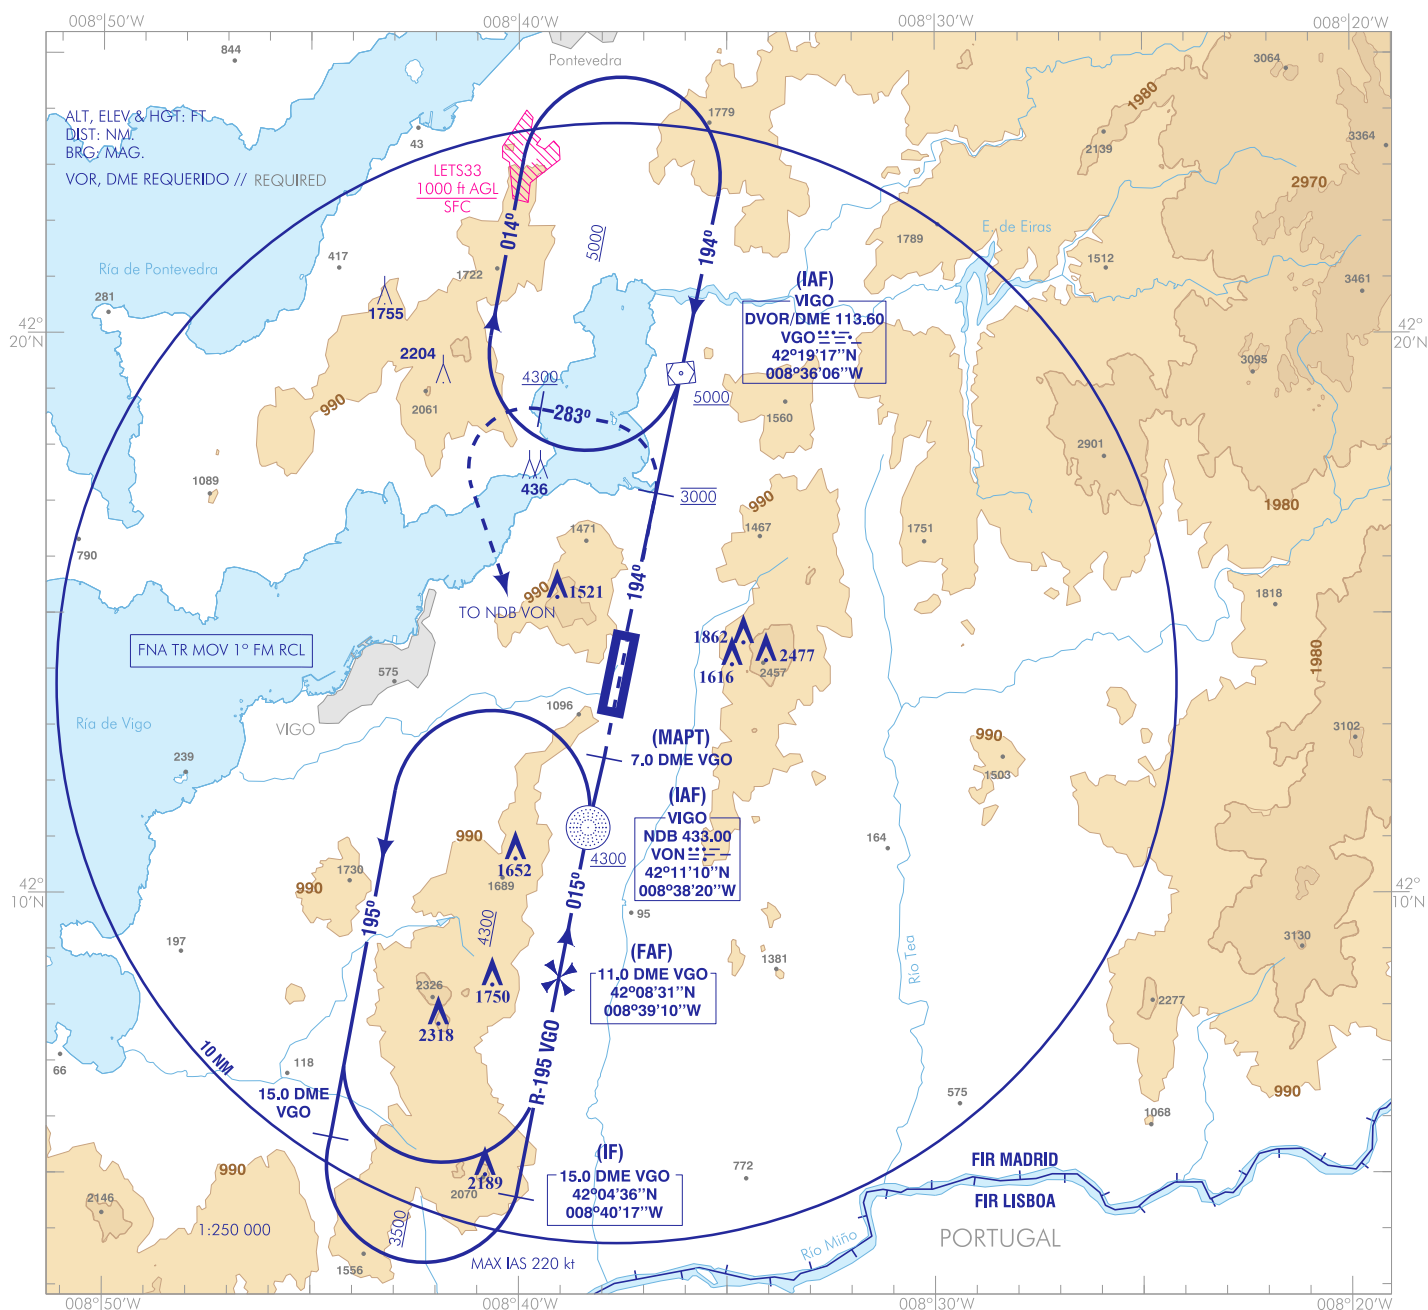 008°50'W
008°40'W
008°30'W
008°20'W
844
Pontevedra
3064
ALT, ELEV & HGT: FT.
DIST: NM.
BRG: MAG.
VOR, DME REQUERIDO // REQUIRED
43
1779
1980
2139
3364
LETS33
1000 ft AGL
SFC
2970
014°
5000
194°
1789
E. de Eiras
1512
Ría de Pontevedra
417
1722
281
1755
3461
(IAF)
VIGO
DVOR/DME 113.60
VGO
42°19'17''N
008°36'06''W
42°
20'N
42°
20'N
2204
3095
4300
990
2061
283°
5000
1560
2901
1089
436
3000
990
1467
1751
1980
790
1471
990
1521
194°
TO NDB VON
1818
FNA TR MOV 1° FM RCL
1862
1616
2477
2457
1980
575
1096
Ría de Vigo
VIGO
(MAPT)
7.0 DME VGO
990
1503
3102
239
(IAF)
VIGO
NDB 433.00
VON
42°11'10''N
008°38'20''W
990
1652
4300
164
1730
990
1689
42°
10'N
42°
10'N
195°
4300
015°
95
197
Río Tea
3130
(FAF)
11.0 DME VGO
42°08'31''N
008°39'10''W
1381
2326
1750
2318
2277
10 NM
66
118
R-195 VGO
15.0 DME
VGO
575
1068
990
(IF)
15.0 DME VGO
42°04'36''N
008°40'17''W
772
FIR MADRID
FIR LISBOA
990
2189
2070
2146
1:250 000
3500
Río Miño
PORTUGAL
1556
MAX IAS 220 kt
008°50'W
008°40'W
008°30'W
008°20'W